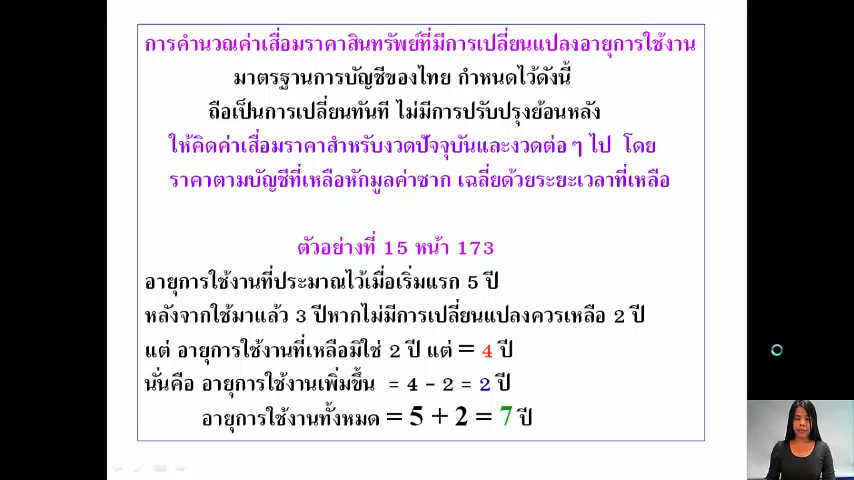 การคำนวณค่าเสื่อมราคาสินทรัพย์ที่มีการเปลี่ยนแปลงอายุการใช้งาน
มาตรฐานการบัญชีของไทย กำหนดไว้ดังนี้
ถือเป็นการเปลี่ยนทันที ไม่มีการปรับปรุงย้อนหลัง
ให้คิดค่าเสื่อมราคาสำหรับงวดปัจจุบันและงวดต่อๆ ไป โดย
ราคาตามบัญชีที่เหลือหักมูลค่าซาก เฉลี่ยด้วยระยะเวลาที่เหลือ
ตัวอย่างที่ 15 หน้า 173
อายุการใช้งานที่ประมาณไว้เมื่อเริ่มแรก 5 ปี
หลังจากใช้มาแล้ว 3 ปีหากไม่มีการเปลี่ยนแปลงควรเหลือ 2 ปี
แต่ อายุการใช้งานที่เหลือมิใช่ 2 ปี แต่ = 4 ปี
นั่นคือ อายุการใช้งานเพิ่มขึ้น = 4 - 2 = 2 ปี
อายุการใช้งานทั้งหมด = 5 + 2 = 7 ปี